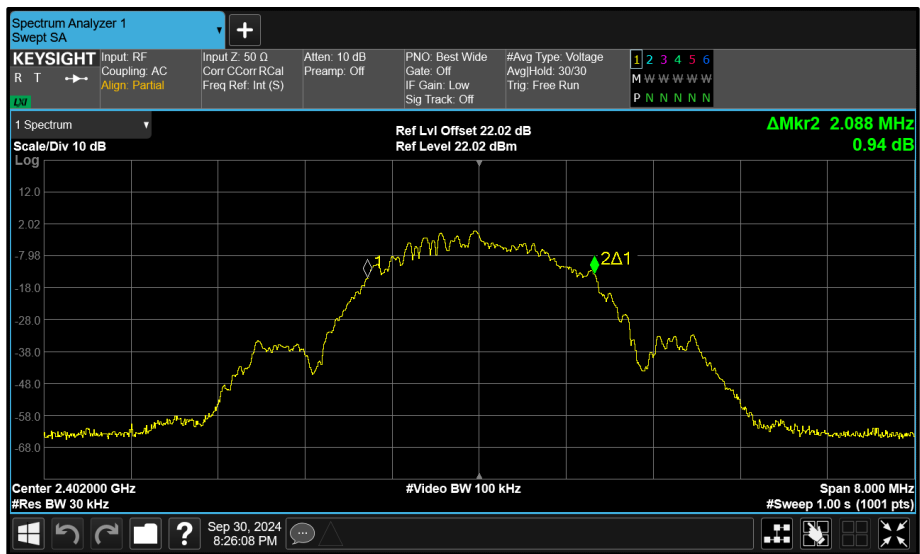 Spectrum Analyzer 1
Swept SA
KEYSIGHT
R T
LXI
Input: RF
Coupling: AC
Align: Partial
Input Z: 50 Ω
Corr CCorr RCal
Freq Ref: Int (S)
Atten: 10 dB
Preamp: Off
PNO: Best Wide
Gate: Off
IF Gain: Low
Sig Track: Off
#Avg Type: Voltage
Avg|Hold: 30/30
Trig: Free Run
1 2 3 4 5 6
M W W W W W
P N N N N N
1 Spectrum
Scale/Div 10 dB
Ref Lvl Offset 22.02 dB
Ref Level 22.02 dBm
ΔMkr2 2.088 MHz
0.94 dB
Log
12.0
2.02
-7.98
-18.0
-28.0
-38.0
-48.0
-58.0
-68.0
1
2Δ1
Center 2.402000 GHz
#Video BW 100 kHz
Span 8.000 MHz
#Res BW 30 kHz
#Sweep 1.00 s (1001 pts)
?
Sep 30, 2024
8:26:08 PM